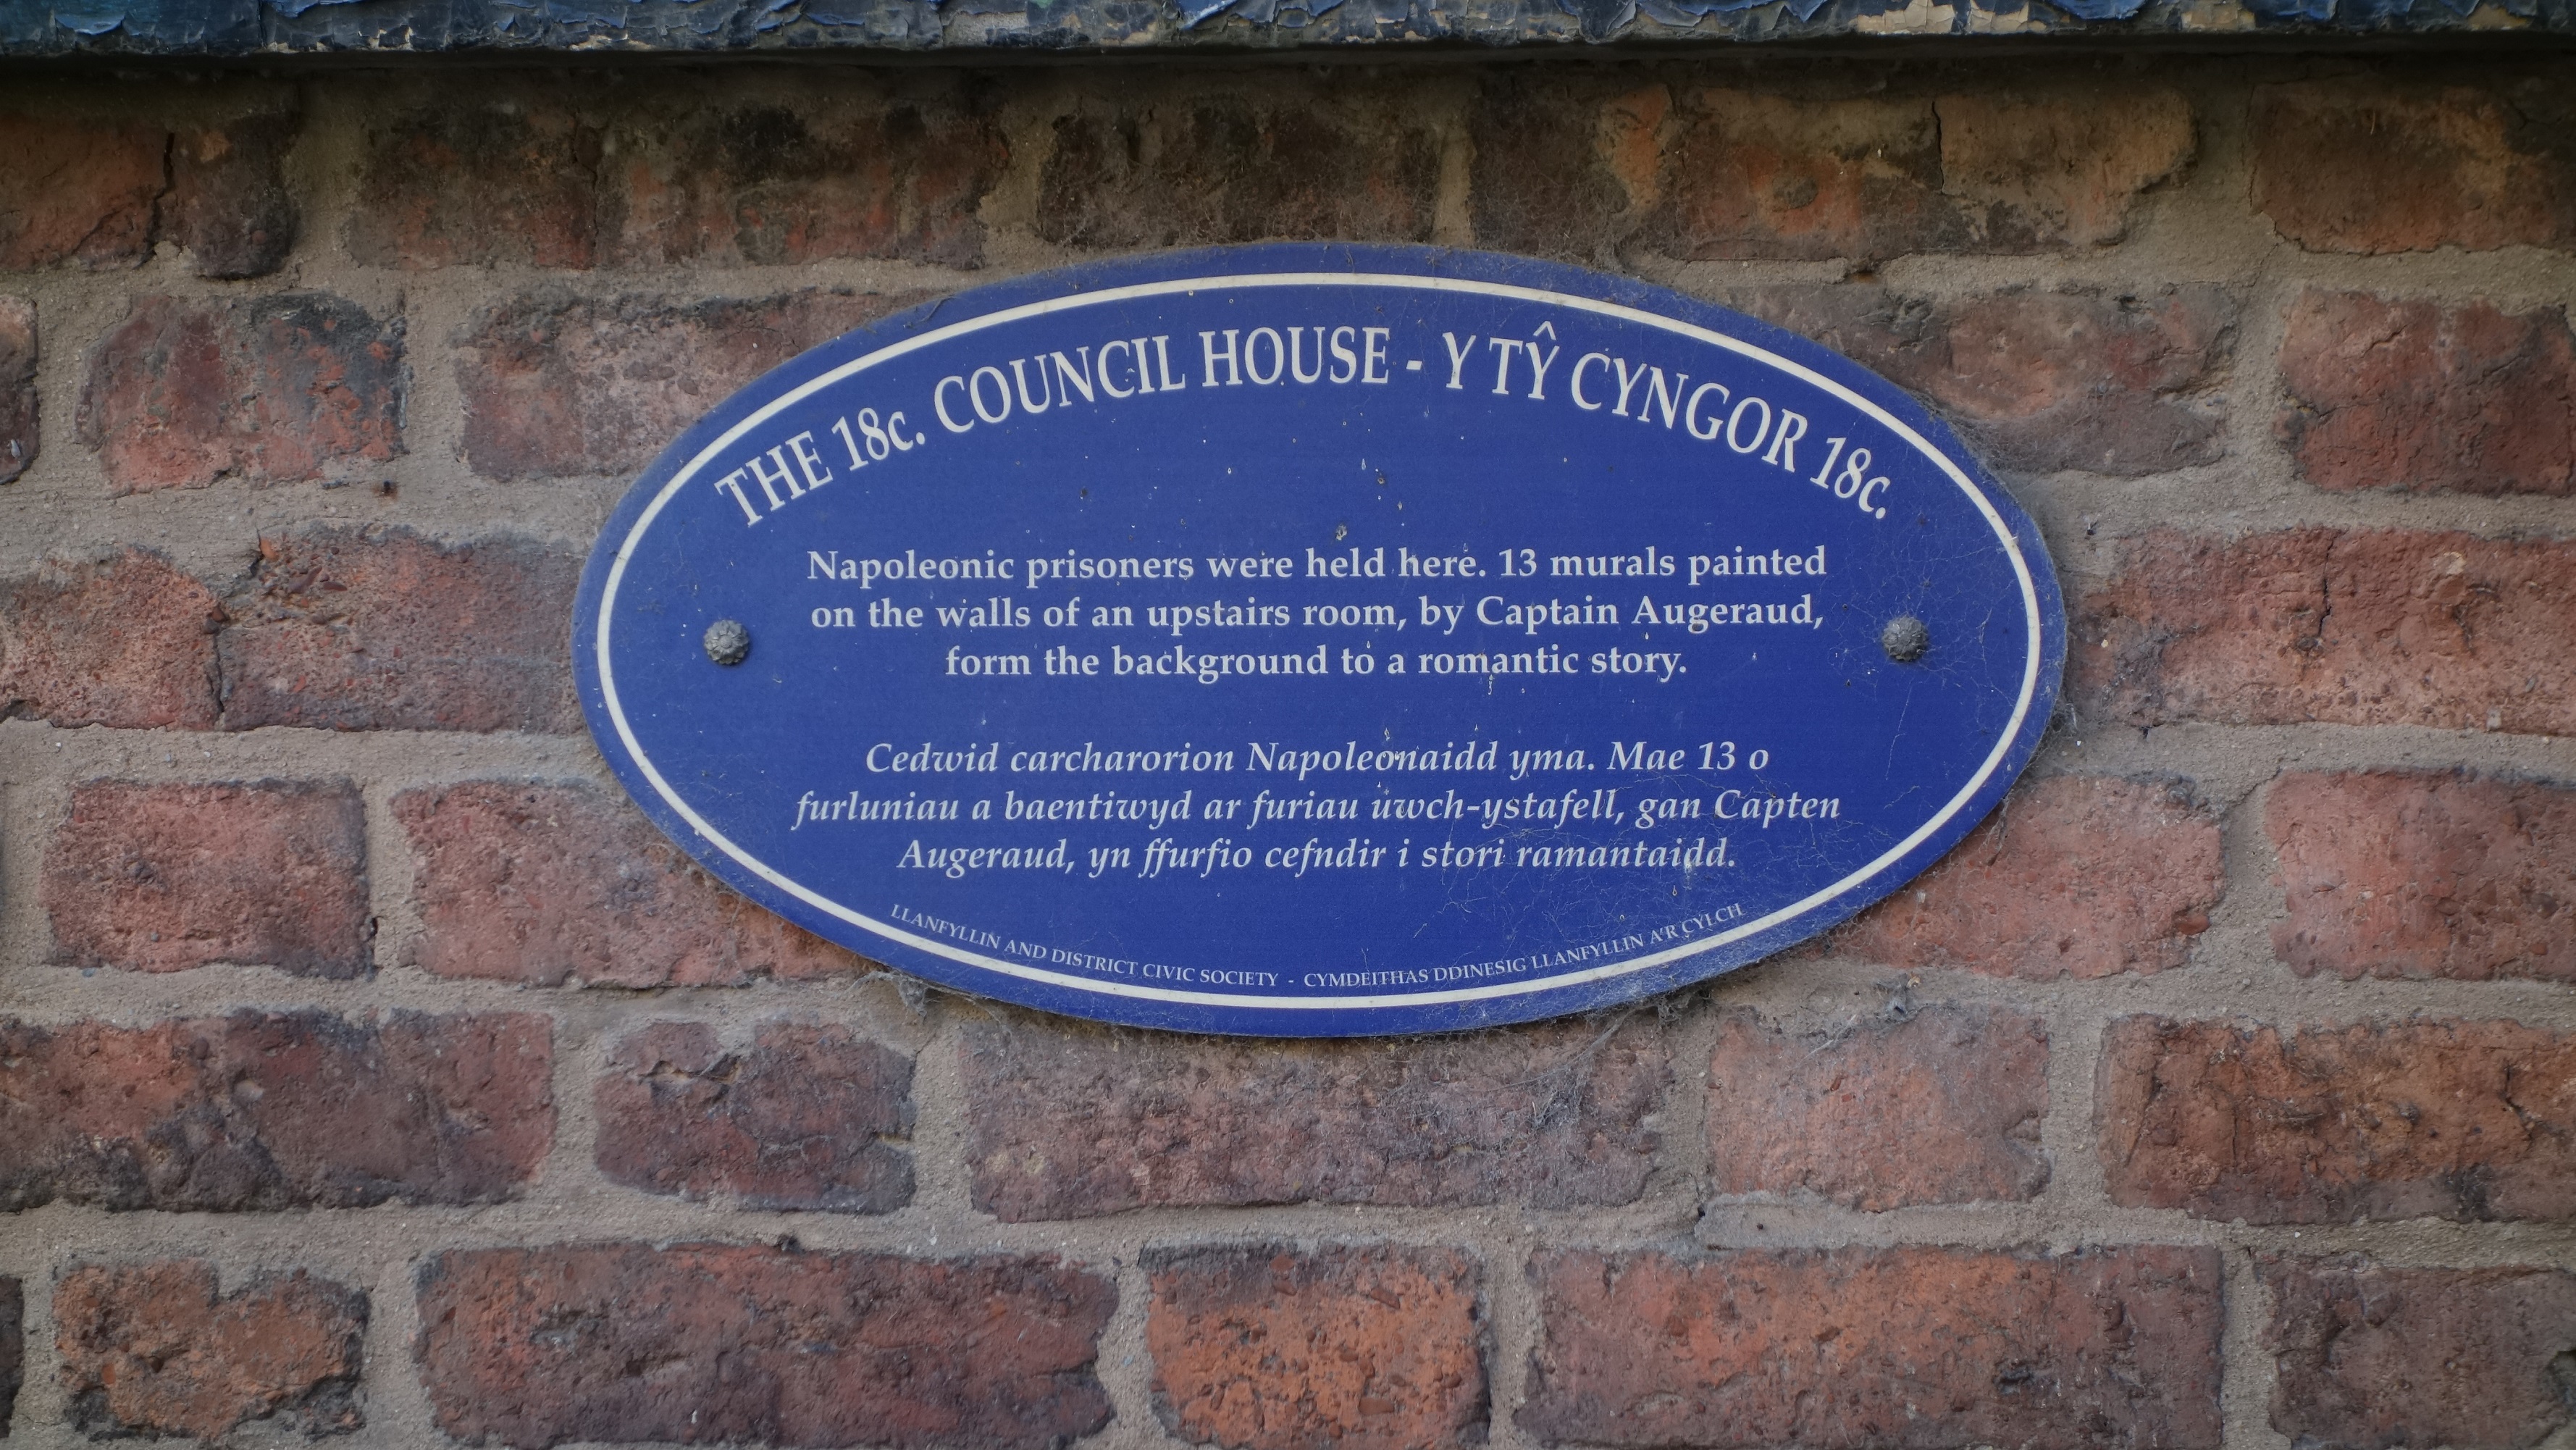 THE 18c. COUNCIL HOUSE - Y TŶ CYNGOR 18c.
Napoleonic prisoners were held here. 13 murals painted
on the walls of an upstairs room, by Captain Augeraud,
form the background to a romantic story.
Cedwid carcharorion Napoleonaidd yma. Mae 13 o
furluniau a baentiwyd ar furiau uwch-ystafell, gan Capten
Augeraud, yn ffurfio cefndir i stori ramantaidd.
LLANFYLLIN AND DISTRICT CIVIC SOCIETY - CYMDEITHAS DDINESIG LLANFYLLIN A'R CYLCH